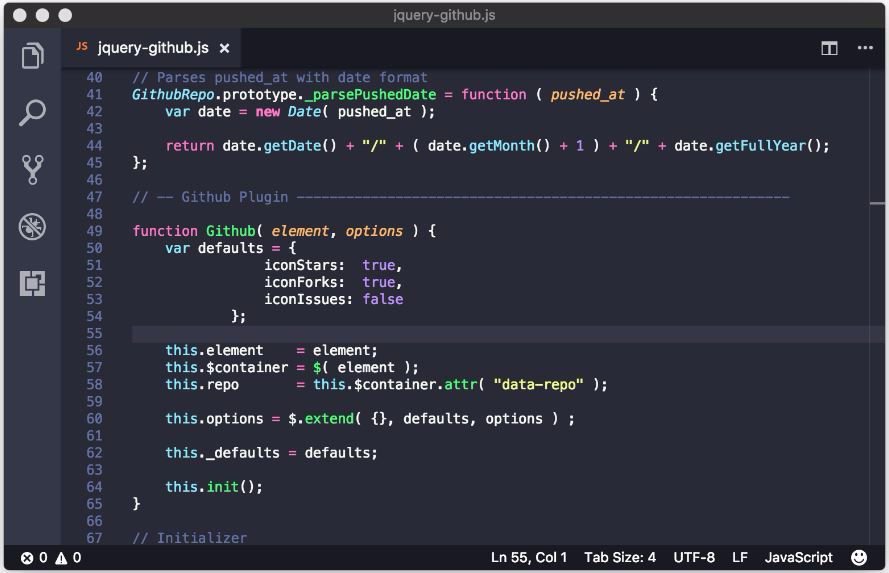 jquery-github.js
JS jquery-github.js ×
40 // Parses pushed_at with date format
41 GithubRepo.prototype._parsePushedDate = function ( pushed_at ) {
42     var date = new Date( pushed_at );
43
44     return date.getDate() + "/" + ( date.getMonth() + 1 ) + "/" + date.getFullYear();
45 };
46
47 // -- Github Plugin ------------------------------------------------------------
48
49 function Github( element, options ) {
50     var defaults = {
51                 iconStars:  true,
52                 iconForks:  true,
53                 iconIssues: false
54             };
55
56     this.element    = element;
57     this.$container = $( element );
58     this.repo       = this.$container.attr( "data-repo" );
59
60     this.options = $.extend( {}, defaults, options ) ;
61
62     this._defaults = defaults;
63
64     this.init();
65 }
66
67 // Initializer
0 0 Ln 55, Col 1 Tab Size: 4 UTF-8 LF JavaScript